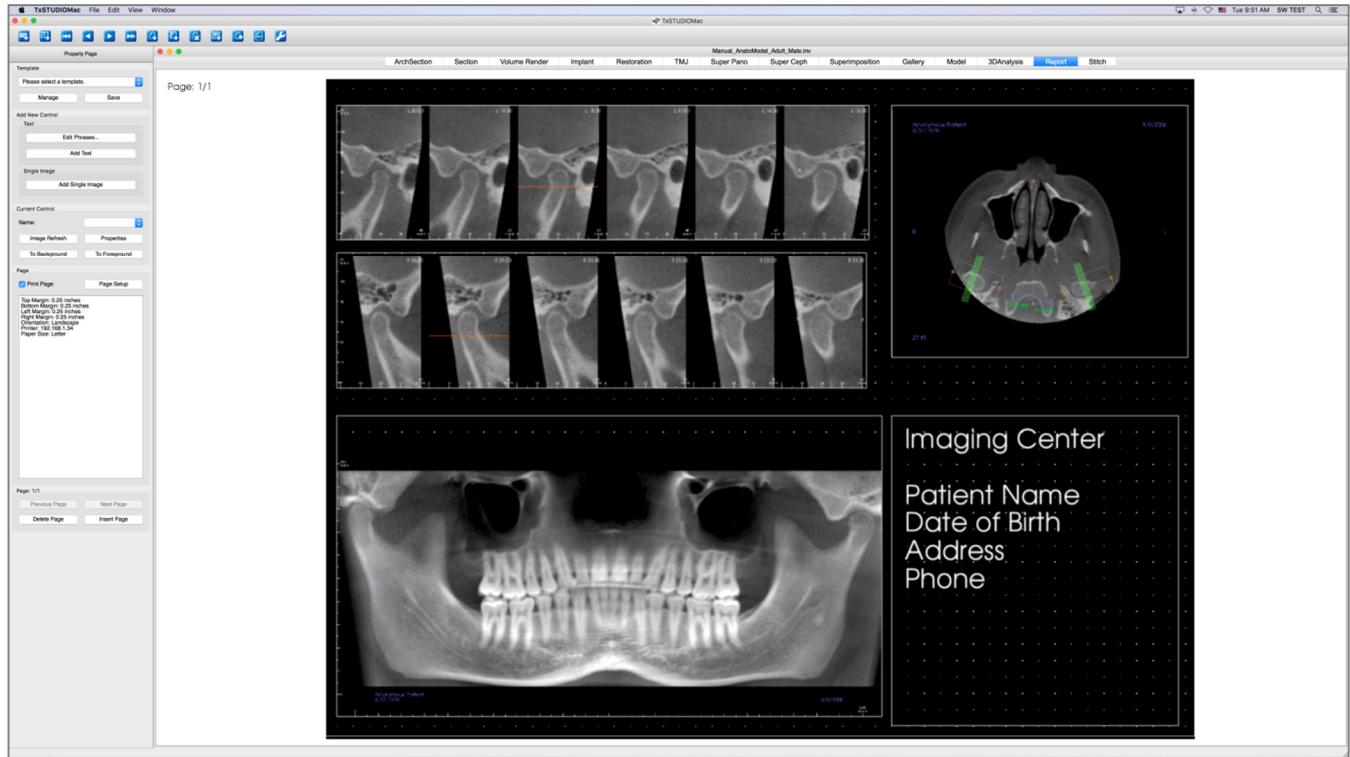 TxSTUDIOMac File Edit View Window
Tue 9:51 AM SW TEST
TxSTUDIOMac
Property Page
Manual_AnatoModel_Adult_Male.inv
ArchSection Section Volume Render Implant Restoration TMJ Super Pano Super Ceph Superimposition Gallery Model 3DAnalysis Report Stitch
Template
Please select a template.
Manage Save
Add New Control
Text
Edit Phrases...
Add Text
Single Image
Add Single Image
Current Control
Name:
Image Refresh Properties
To Background To Foreground
Page
Print Page Page Setup
Top Margin: 0.25 inches
Bottom Margin: 0.25 inches
Left Margin: 0.25 inches
Right Margin: 0.25 inches
Orientation: Landscape
Printer: 192.168.1.34
Paper Size: Letter
Page: 1/1
Previous Page Next Page
Delete Page Insert Page
Page: 1/1
Anonymous Patient
8/9/2006
Imaging Center
Patient Name
Date of Birth
Address
Phone
Anonymous Patient